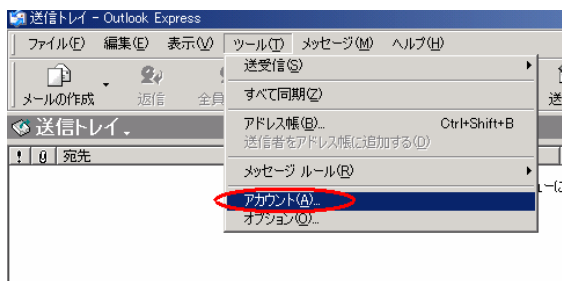 送信トレイ - Outlook Express
ファイル(F) 編集(E) 表示(V) ツール(T) メッセージ(M) ヘルプ(H)
送受信(S)
すべて同期(Z)
メールの作成 返信 全員 送
アドレス帳(B)... Ctrl+Shift+B
送信者をアドレス帳に追加する(D)
送信トレイ
メッセージ ルール(R)
! 宛先
アカウント(A)...
オプション(O)...